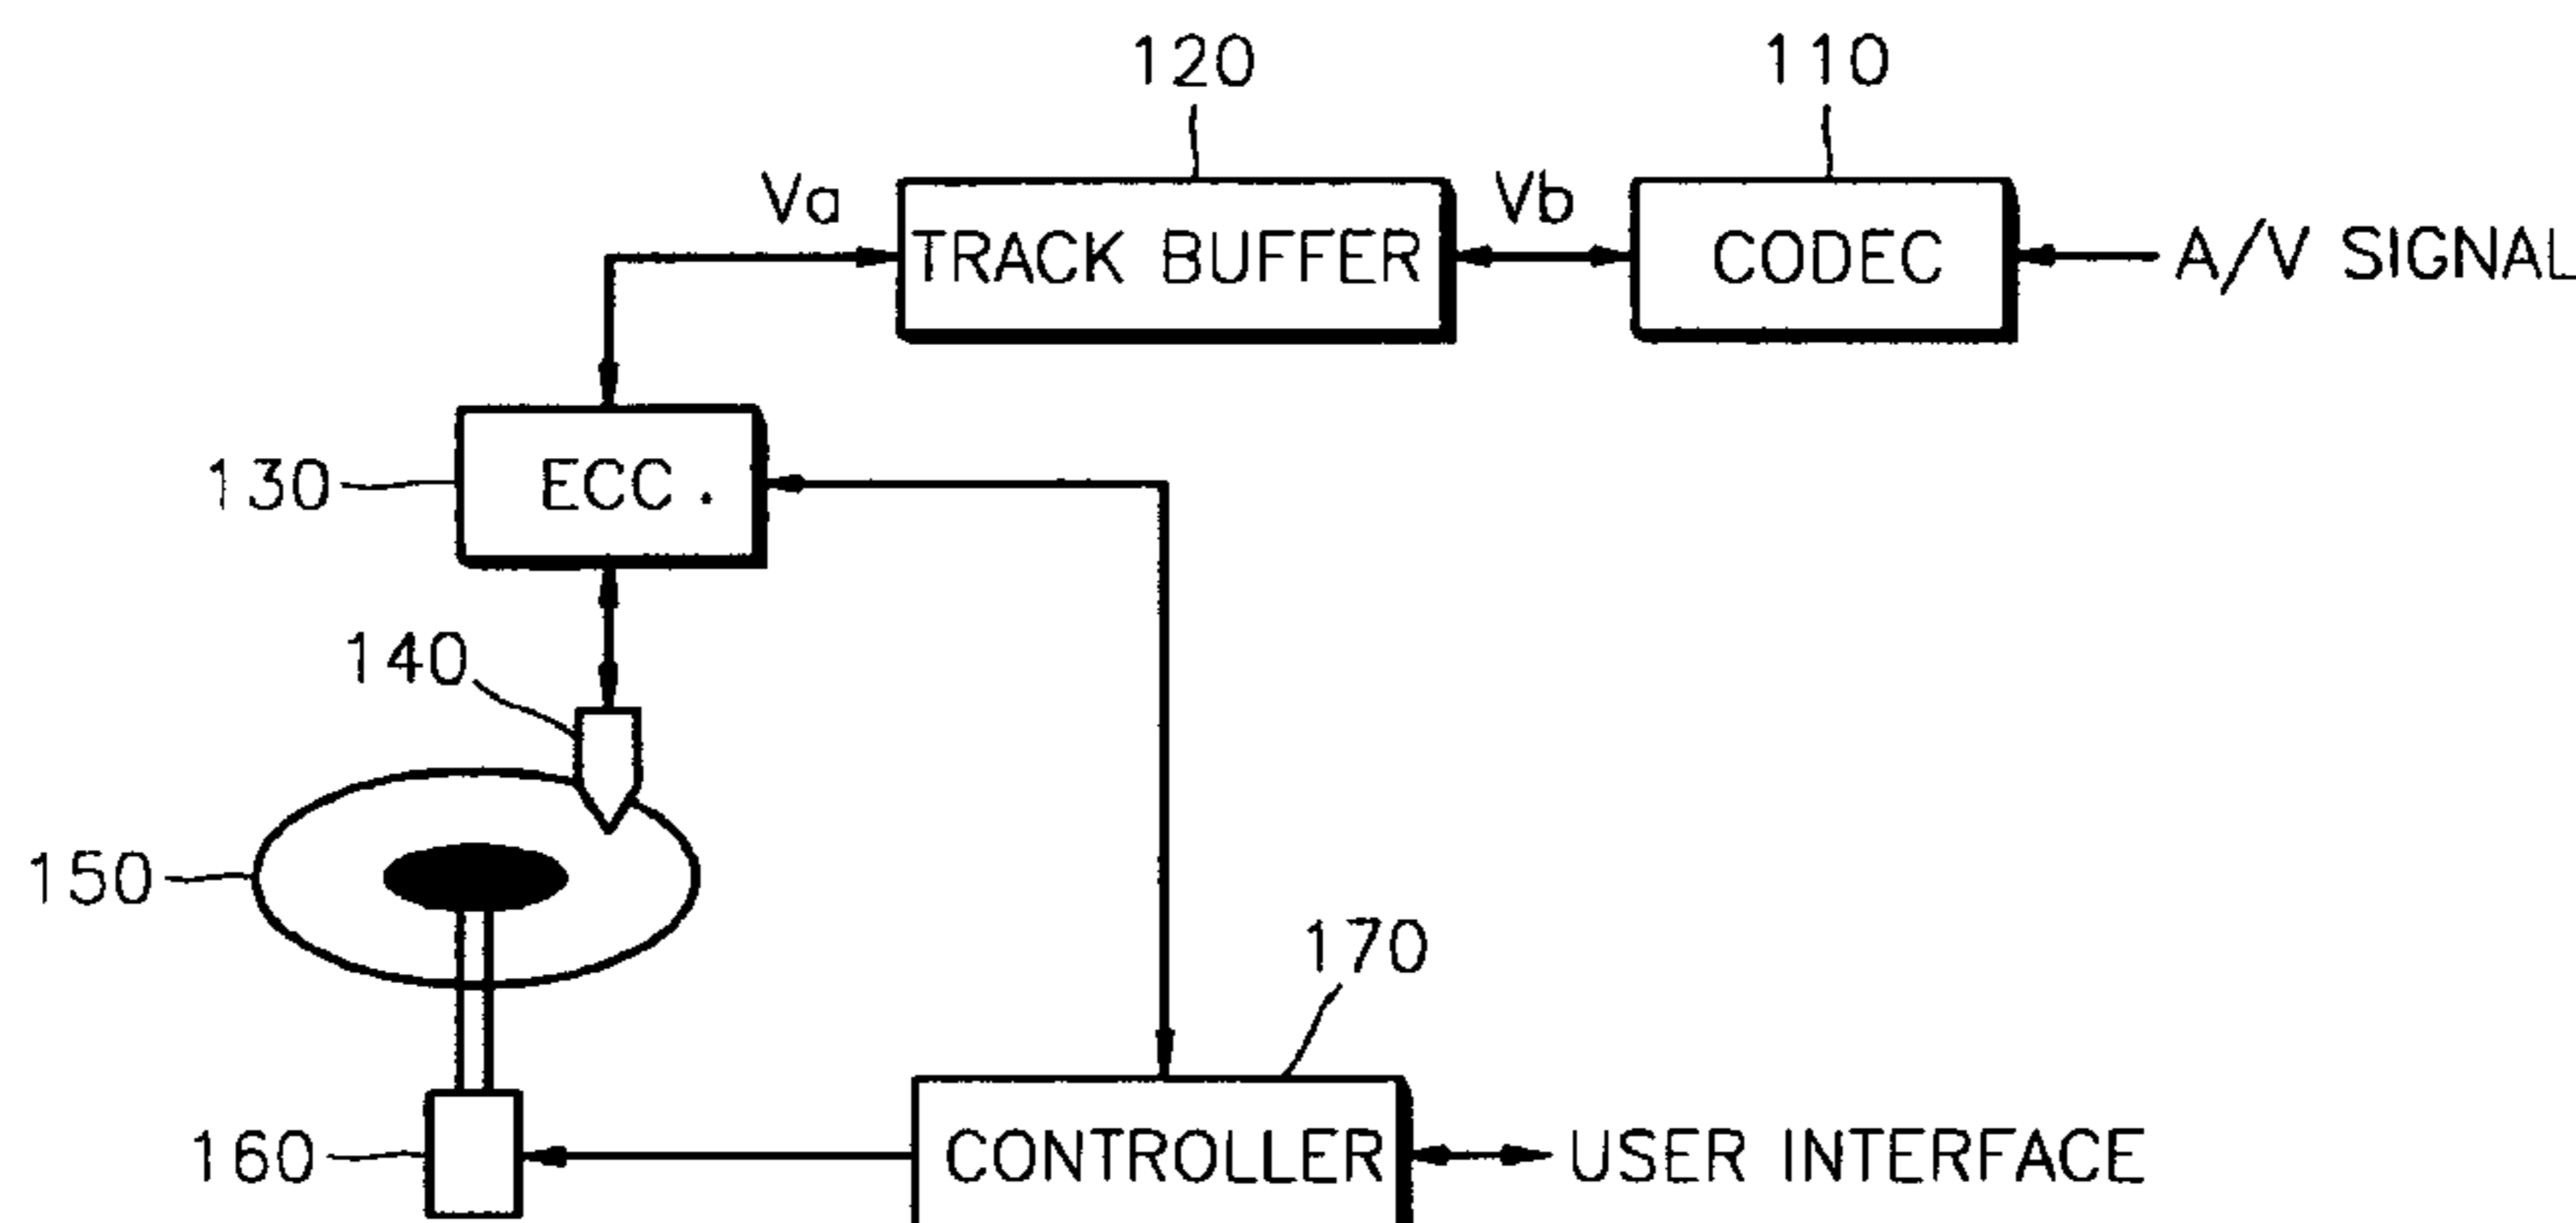 120
110
Va
TRACK BUFFER
Vb
CODEC
A/V SIGNAL
130
ECC.
140
150
170
160
CONTROLLER
USER INTERFACE